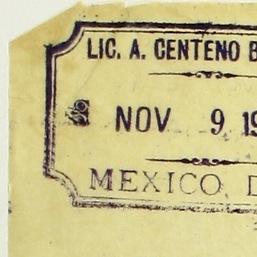 LIC. A. CENTENO B
NOV 9 19
MEXICO, D